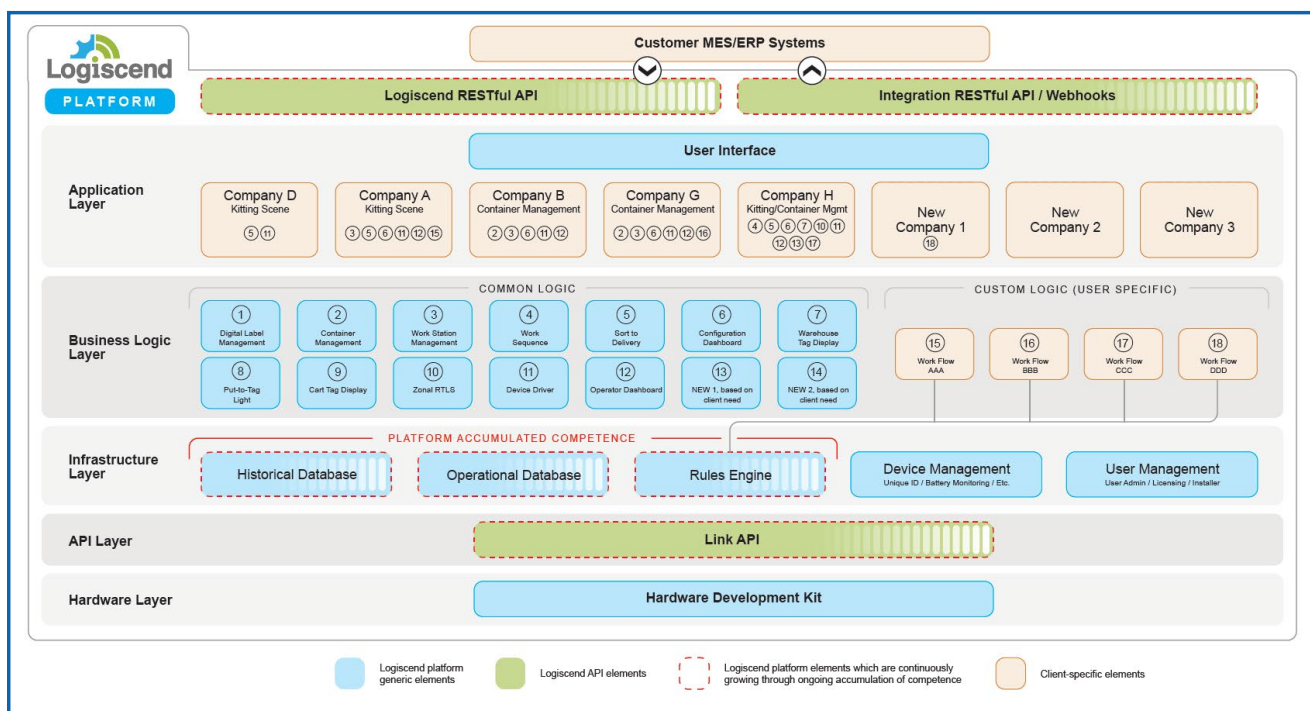 Logiscend
PLATFORM
Customer MES/ERP Systems
Logiscend RESTful API
Integration RESTful API / Webhooks
Application
Layer
User Interface
Company D
Kitting Scene
5 11
Company A
Kitting Scene
3 5 6 11 12 15
Company B
Container Management
2 3 6 11 12
Company G
Container Management
2 3 6 11 12 16
Company H
Kitting/Container Mgmt
4 5 6 7 10 11
12 13 17
New
Company 1
18
New
Company 2
New
Company 3
Business Logic
Layer
COMMON LOGIC
1
Digital Label
Management
2
Container
Management
3
Work Station
Management
4
Work
Sequence
5
Sort to
Delivery
6
Configuration
Dashboard
7
Warehouse
Tag Display
8
Put-to-Tag
Light
9
Cart Tag Display
10
Zonal RTLS
11
Device Driver
12
Operator Dashboard
13
NEW 1, based on
client need
14
NEW 2, based on
client need
CUSTOM LOGIC (USER SPECIFIC)
15
Work Flow
AAA
16
Work Flow
BBB
17
Work Flow
CCC
18
Work Flow
DDD
Infrastructure
Layer
PLATFORM ACCUMULATED COMPETENCE
Historical Database
Operational Database
Rules Engine
Device Management
Unique ID / Battery Monitoring / Etc.
User Management
User Admin / Licensing / Installer
API Layer
Link API
Hardware Layer
Hardware Development Kit
Logiscend platform
generic elements
Logiscend API elements
Logiscend platform elements which are continuously
growing through ongoing accumulation of competence
Client-specific elements